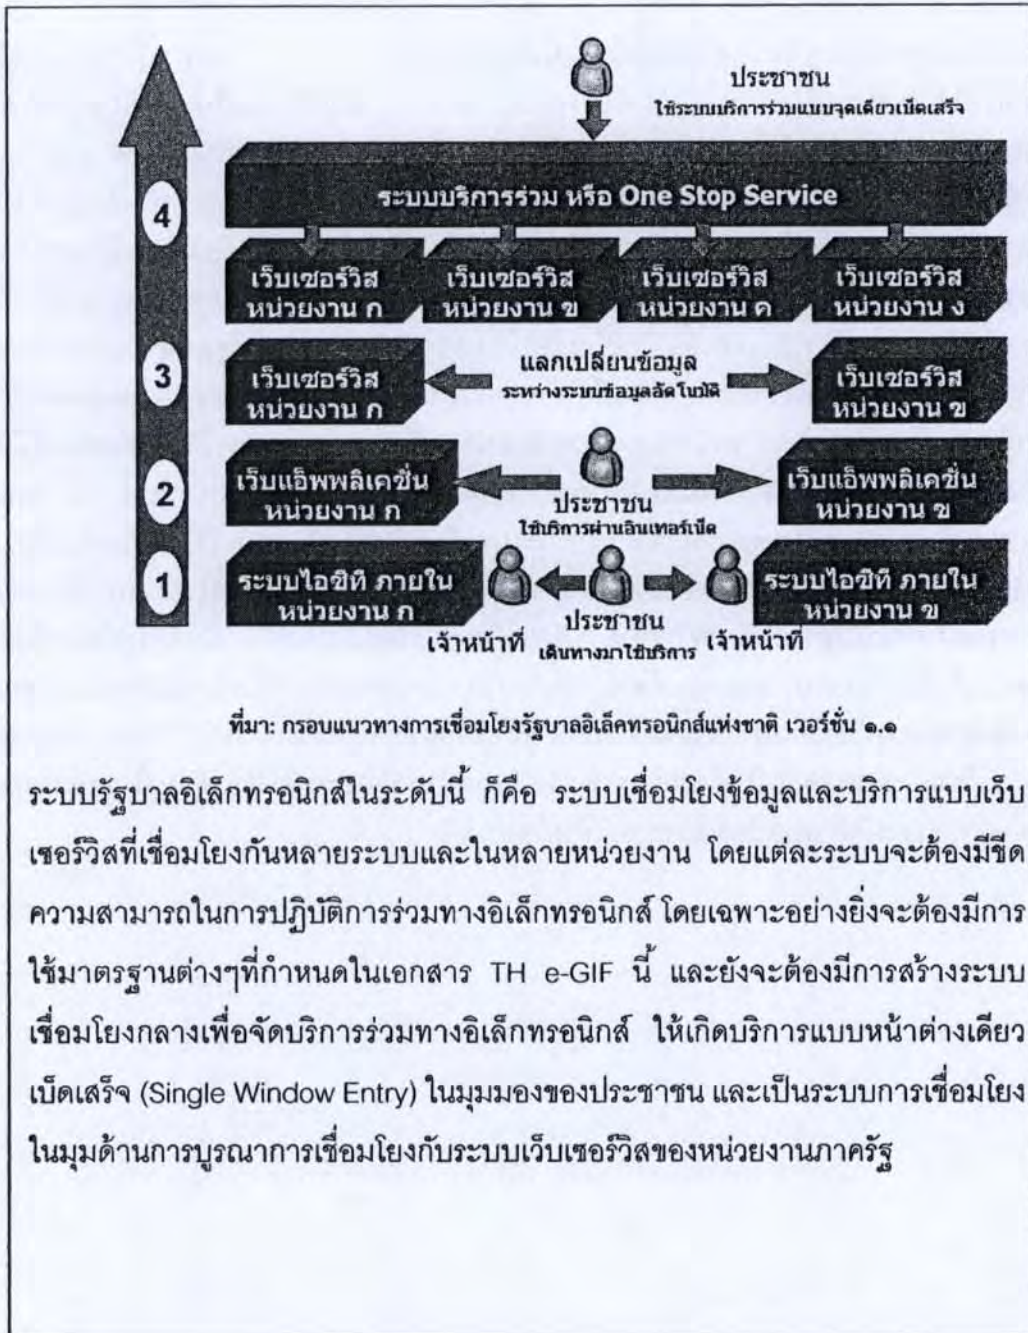 ประชาชน
ใช้ระบบบริการร่วมแบบจุดเดียวเบ็ดเสร็จ
4
ระบบบริการร่วม หรือ One Stop Service
เว็บเซอร์วิส หน่วยงาน ก
เว็บเซอร์วิส หน่วยงาน ข
เว็บเซอร์วิส หน่วยงาน ค
เว็บเซอร์วิส หน่วยงาน ง
3
เว็บเซอร์วิส หน่วยงาน ก
แลกเปลี่ยนข้อมูล
ระหว่างระบบข้อมูลอัตโนมัติ
เว็บเซอร์วิส หน่วยงาน ข
2
เว็บแอ็พพลิเคชั่น หน่วยงาน ก
ประชาชน
ใช้บริการผ่านอินเทอร์เน็ต
เว็บแอ็พพลิเคชั่น หน่วยงาน ข
1
ระบบไอซีที ภายใน หน่วยงาน ก
เจ้าหน้าที่
ประชาชน
เดินทางมาใช้บริการ
เจ้าหน้าที่
ระบบไอซีที ภายใน หน่วยงาน ข
ที่มา: กรอบแนวทางการเชื่อมโยงรัฐบาลอิเล็คทรอนิกส์แห่งชาติ เวอร์ชั่น ๑.๑
ระบบรัฐบาลอิเล็กทรอนิกส์ในระดับนี้ ก็คือ ระบบเชื่อมโยงข้อมูลและบริการแบบเว็บ
เซอร์วิสที่เชื่อมโยงกันหลายระบบและในหลายหน่วยงาน โดยแต่ละระบบจะต้องมีขีด
ความสามารถในการปฏิบัติการร่วมทางอิเล็กทรอนิกส์ โดยเฉพาะอย่างยิ่งจะต้องมีการ
ใช้มาตรฐานต่างๆที่กำหนดในเอกสาร TH e-GIF นี้ และยังจะต้องมีการสร้างระบบ
เชื่อมโยงกลางเพื่อจัดบริการร่วมทางอิเล็กทรอนิกส์ ให้เกิดบริการแบบหน้าต่างเดียว
เบ็ดเสร็จ (Single Window Entry) ในมุมมองของประชาชน และเป็นระบบการเชื่อมโยง
ในมุมด้านการบูรณาการเชื่อมโยงกับระบบเว็บเซอร์วิสของหน่วยงานภาครัฐ